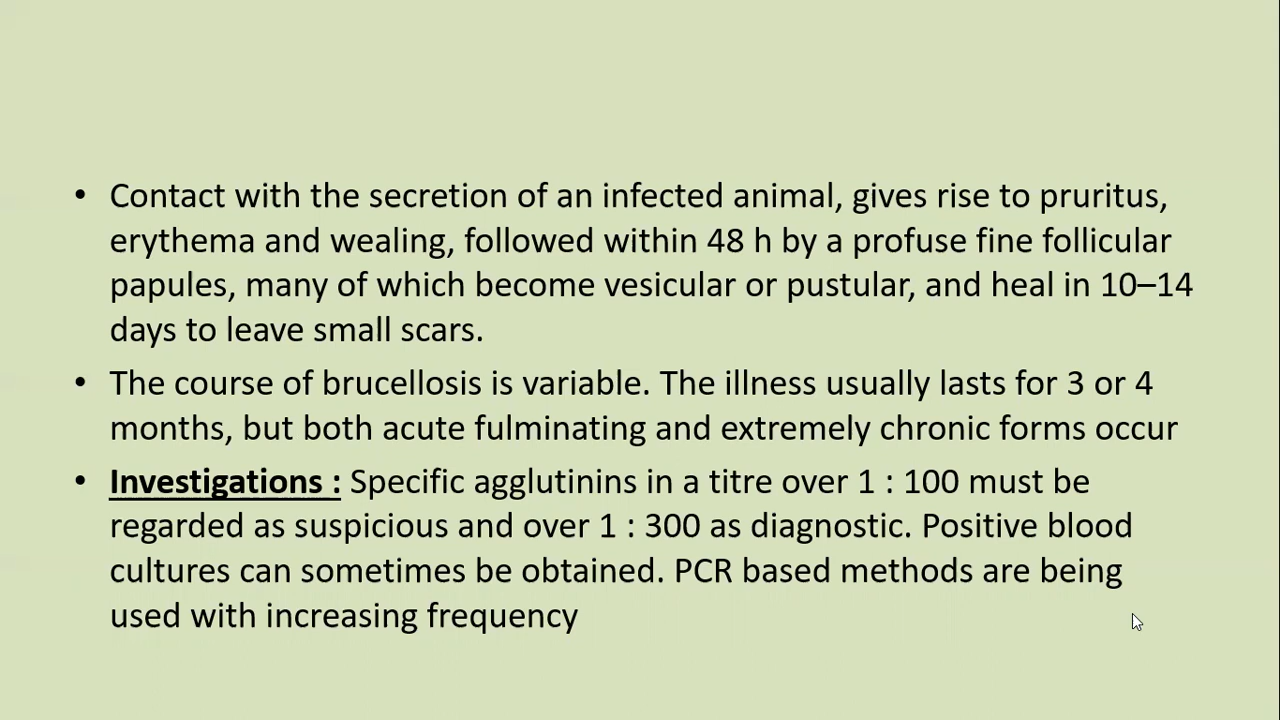 • Contact with the secretion of an infected animal, gives rise to pruritus,
erythema and wealing, followed within 48 h by a profuse fine follicular
papules, many of which become vesicular or pustular, and heal in 10–14
days to leave small scars.
• The course of brucellosis is variable. The illness usually lasts for 3 or 4
months, but both acute fulminating and extremely chronic forms occur
• Investigations : Specific agglutinins in a titre over 1 : 100 must be
regarded as suspicious and over 1 : 300 as diagnostic. Positive blood
cultures can sometimes be obtained. PCR based methods are being
used with increasing frequency